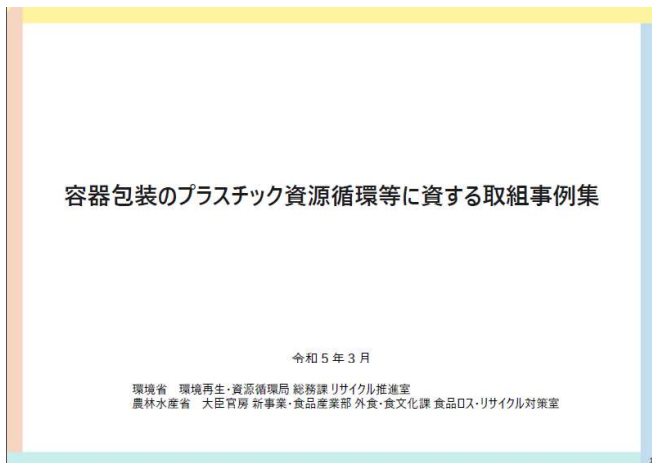 容器包装のプラスチック資源循環等に資する取組事例集
令和５年３月
環境省　環境再生・資源循環局 総務課 リサイクル推進室
農林水産省　大臣官房 新事業・食品産業部 外食・食文化課 食品ロス・リサイクル対策室